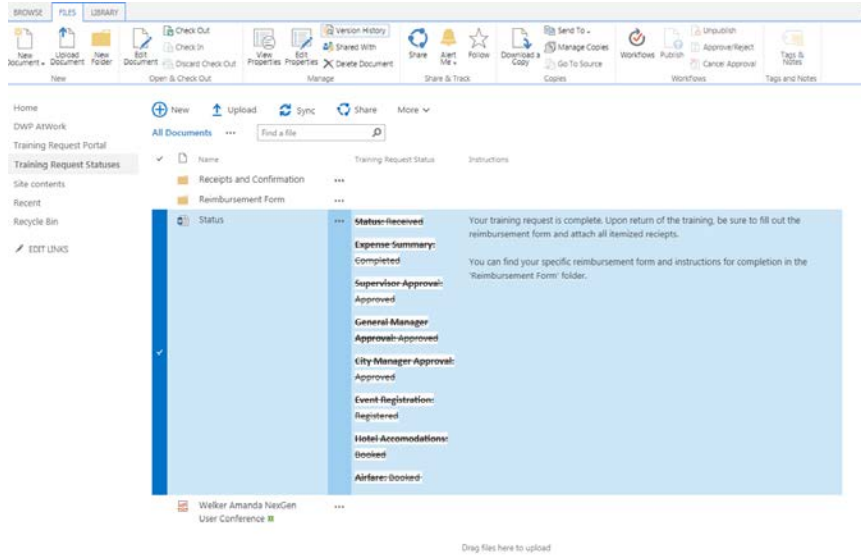 BROWSE FILES LIBRARY
New Document Upload Document New Folder
New
Edit Document Check Out
Check In
Discard Check Out
Open & Check Out
View Properties Edit Properties Version History
Shared With
Delete Document
Manage
Share Alert Me Follow
Share & Track
Download a Copy Send To
Manage Copies
Go To Source
Copies
Workflows Publish Unpublish
Approve/Reject
Cancel Approval
Workflows
Tags & Notes
Tags and Notes
Home
DWP AtWork
Training Request Portal
Training Request Statuses
Site contents
Recent
Recycle Bin
EDIT LINKS
New Upload Sync Share More
All Documents ... Find a file
Name Training Request Status Instructions
Receipts and Confirmation ...
Reimbursement Form ...
Status ...
Status: Received
Expense Summary:
Completed
Supervisor Approval:
Approved
General Manager
Approval: Approved
City Manager Approval:
Approved
Event Registration:
Registered
Hotel Accomodations:
Booked
Airfare: Booked
Your training request is complete. Upon return of the training, be sure to fill out the
reimbursement form and attach all itemized reciepts.
You can find your specific reimbursement form and instructions for completion in the
'Reimbursement Form' folder.
Welker Amanda NexGen ...
User Conference
Drag files here to upload